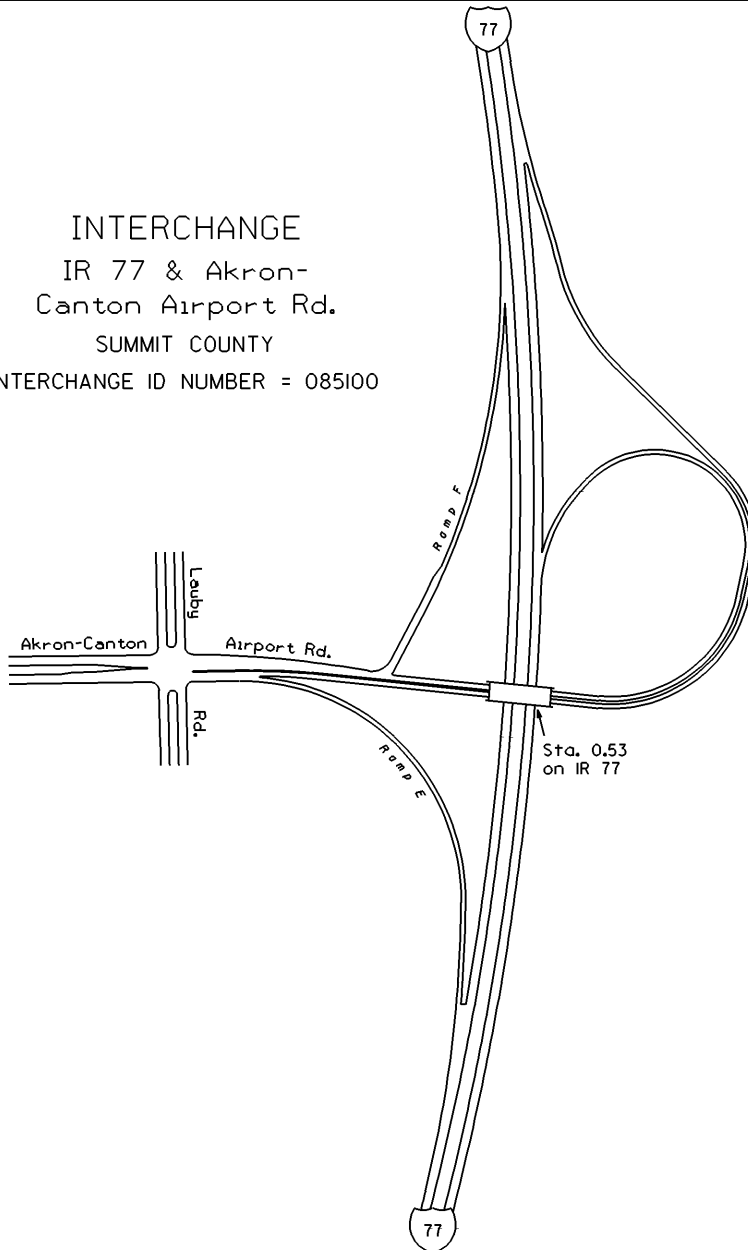 77
INTERCHANGE
IR 77 & Akron-
Canton Airport Rd.
SUMMIT COUNTY
NTERCHANGE ID NUMBER = 085100
Ramp F
Lauby
Akron-Canton
Airport Rd.
Rd.
Ramp E
Sta. 0.53
on IR 77
77